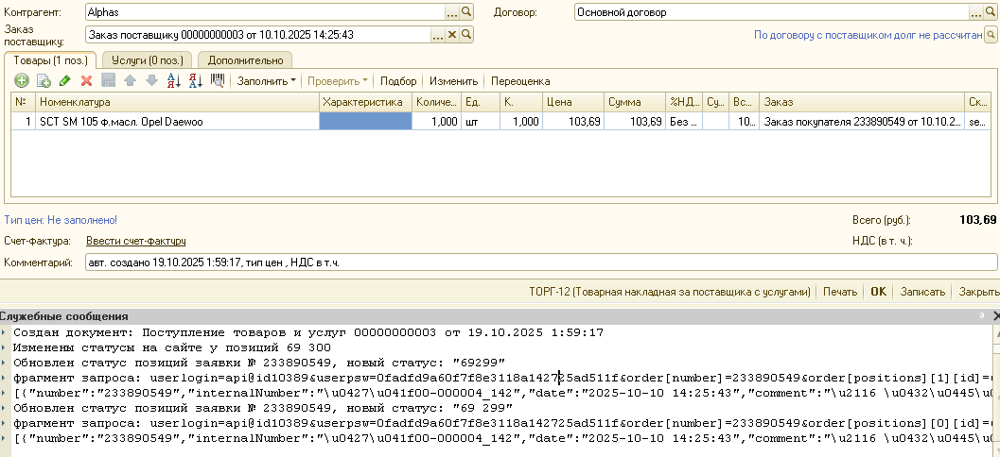 Контрагент: Alphas ... Договор: Основной договор ...
Заказ поставщику: Заказ поставщику 00000000003 от 10.10.2025 14:25:43 ... По договору с поставщиком долг не рассчитан
Товары (1 поз.) Услуги (0 поз.) Дополнительно
Заполнить Проверить Подбор Изменить Переоценка
№ Номенклатура Характеристика Количе... Ед. К. Цена Сумма %НД... Су... Вс... Заказ Ск...
1 SCT SM 105 Ф.масл. Opel Daewoo 1,000 шт 1,000 103,69 103,69 Без ... 10... Заказ покупателя 233890549 от 10.10.2... se...
Тип цен: Не заполнено! Всего (руб.): 103,69
Счет-фактура: Ввести счет-фактуру НДС (в т. ч.):
Комментарий: авт. создано 19.10.2025 1:59:17, тип цен , НДС в т.ч.
ТОРГ-12 (Товарная накладная за поставщика с услугами) Печать OK Записать Закрыть
Служебные сообщения
Создан документ: Поступление товаров и услуг 00000000003 от 19.10.2025 1:59:17
Изменены статусы на сайте у позиций 69 300
Обновлен статус позиций заявки № 233890549, новый статус: "69299"
фрагмент запроса: userlogin=api@id10389&userpsw=0fadfd9a60f7f8e3118a142725ad511f&order[number]=233890549&order[positions][1][id]=
[{"number":"233890549","internalNumber":"\u0427\u041f00-000004_142","date":"2025-10-10 14:25:43","comment":"\u2116 \u0432\u0445\u0
Обновлен статус позиций заявки № 233890549, новый статус: "69 299"
фрагмент запроса: userlogin=api@id10389&userpsw=0fadfd9a60f7f8e3118a142725ad511f&order[number]=233890549&order[positions][0][id]=
[{"number":"233890549","internalNumber":"\u0427\u041f00-000004_142","date":"2025-10-10 14:25:43","comment":"\u2116 \u0432\u0445\u0